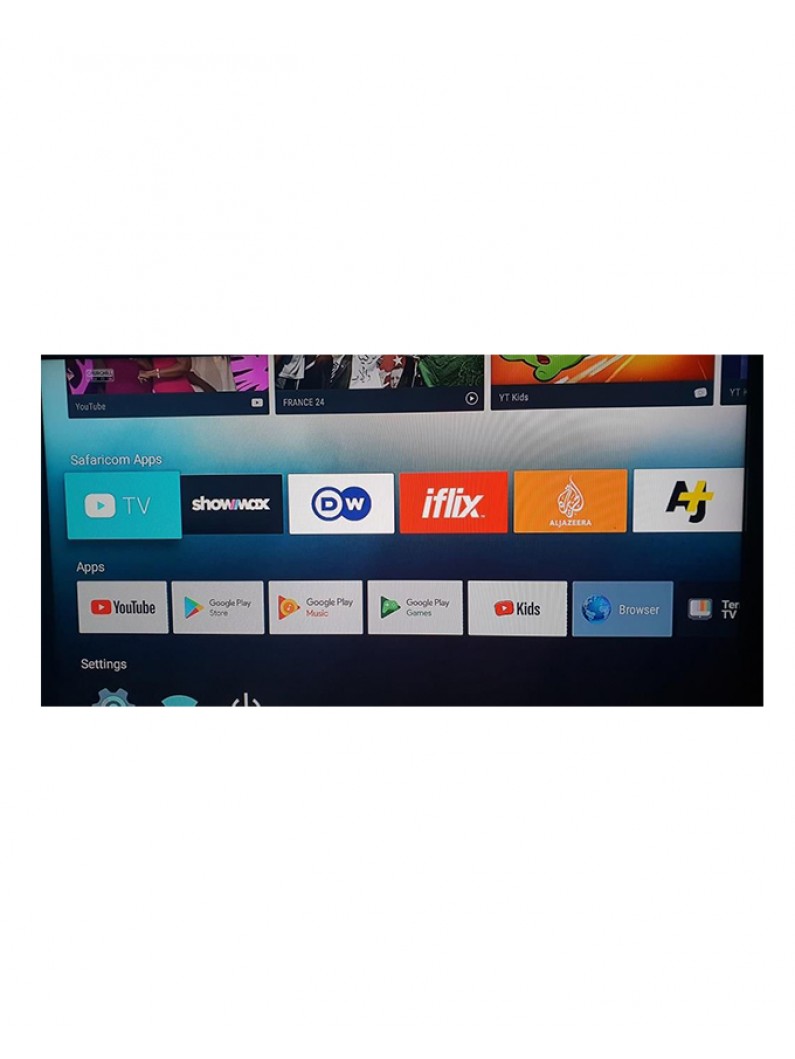 CHURCHILL
YouTube
FRANCE 24
YT Kids
YT
Safaricom Apps
TV
showmax
DW
iflix
ALJAZEERA
AJ+
Apps
YouTube
Google Play
Store
Google Play
Music
Google Play
Games
Kids
Browser
TV
Settings